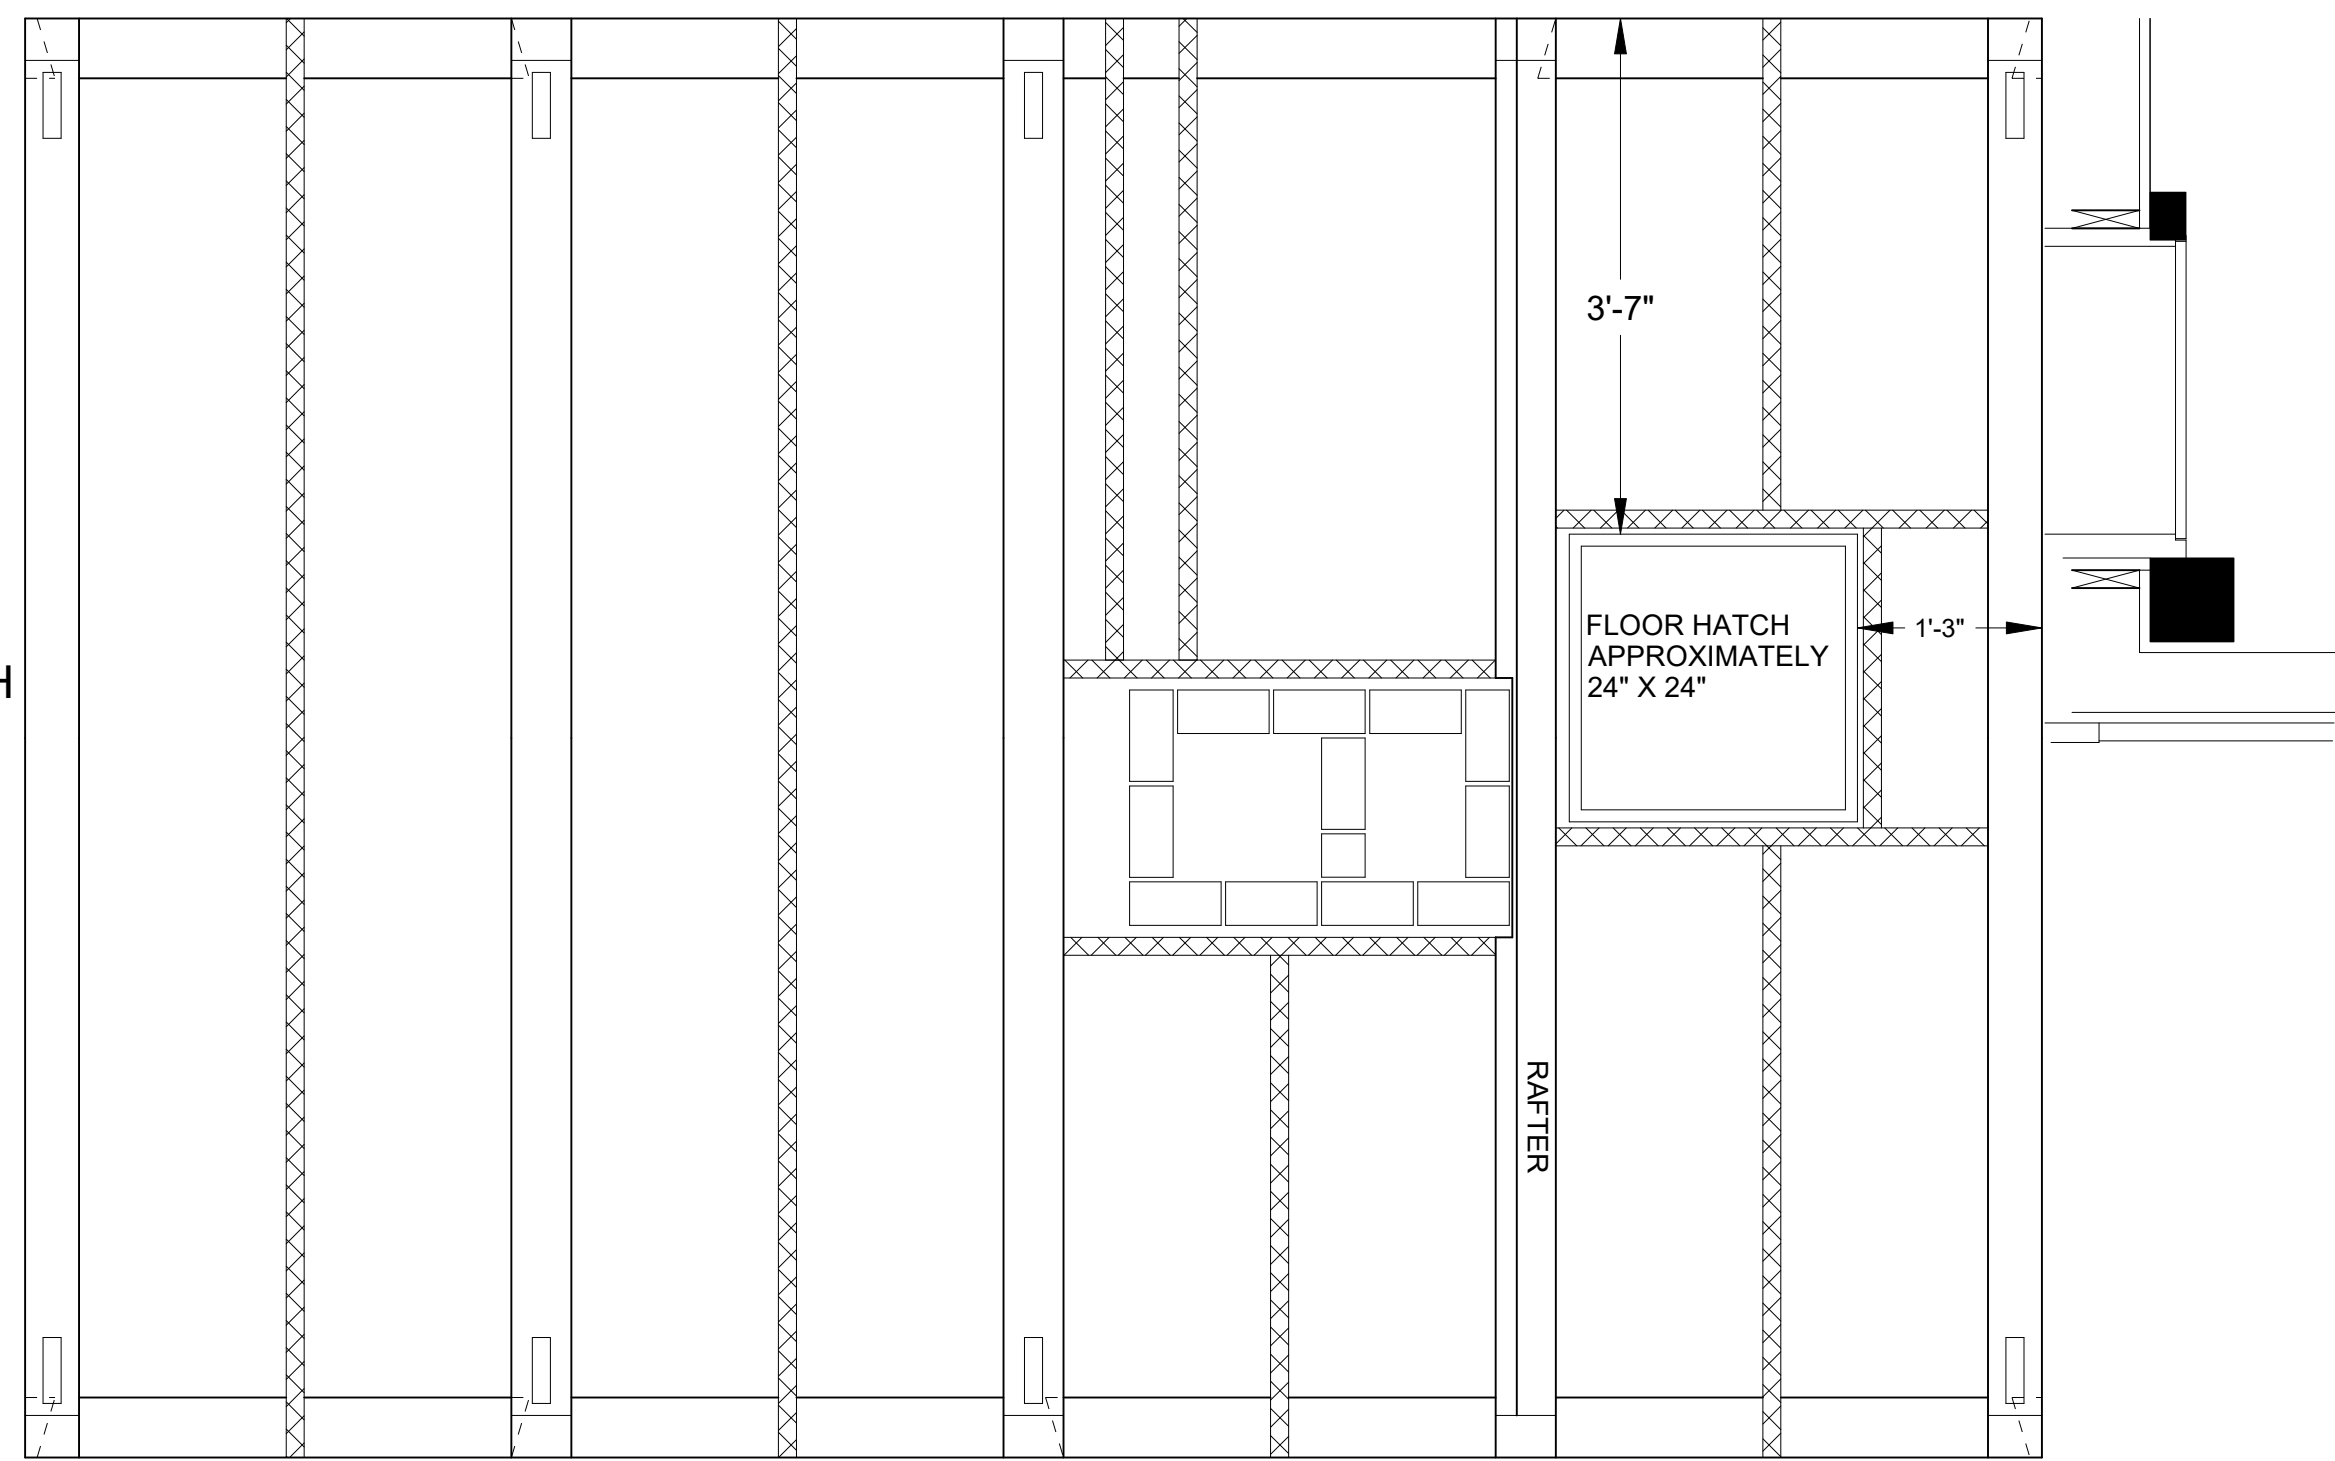 3'-7"
FLOOR HATCH
APPROXIMATELY
24" X 24"
1'-3"
H
RAFTER